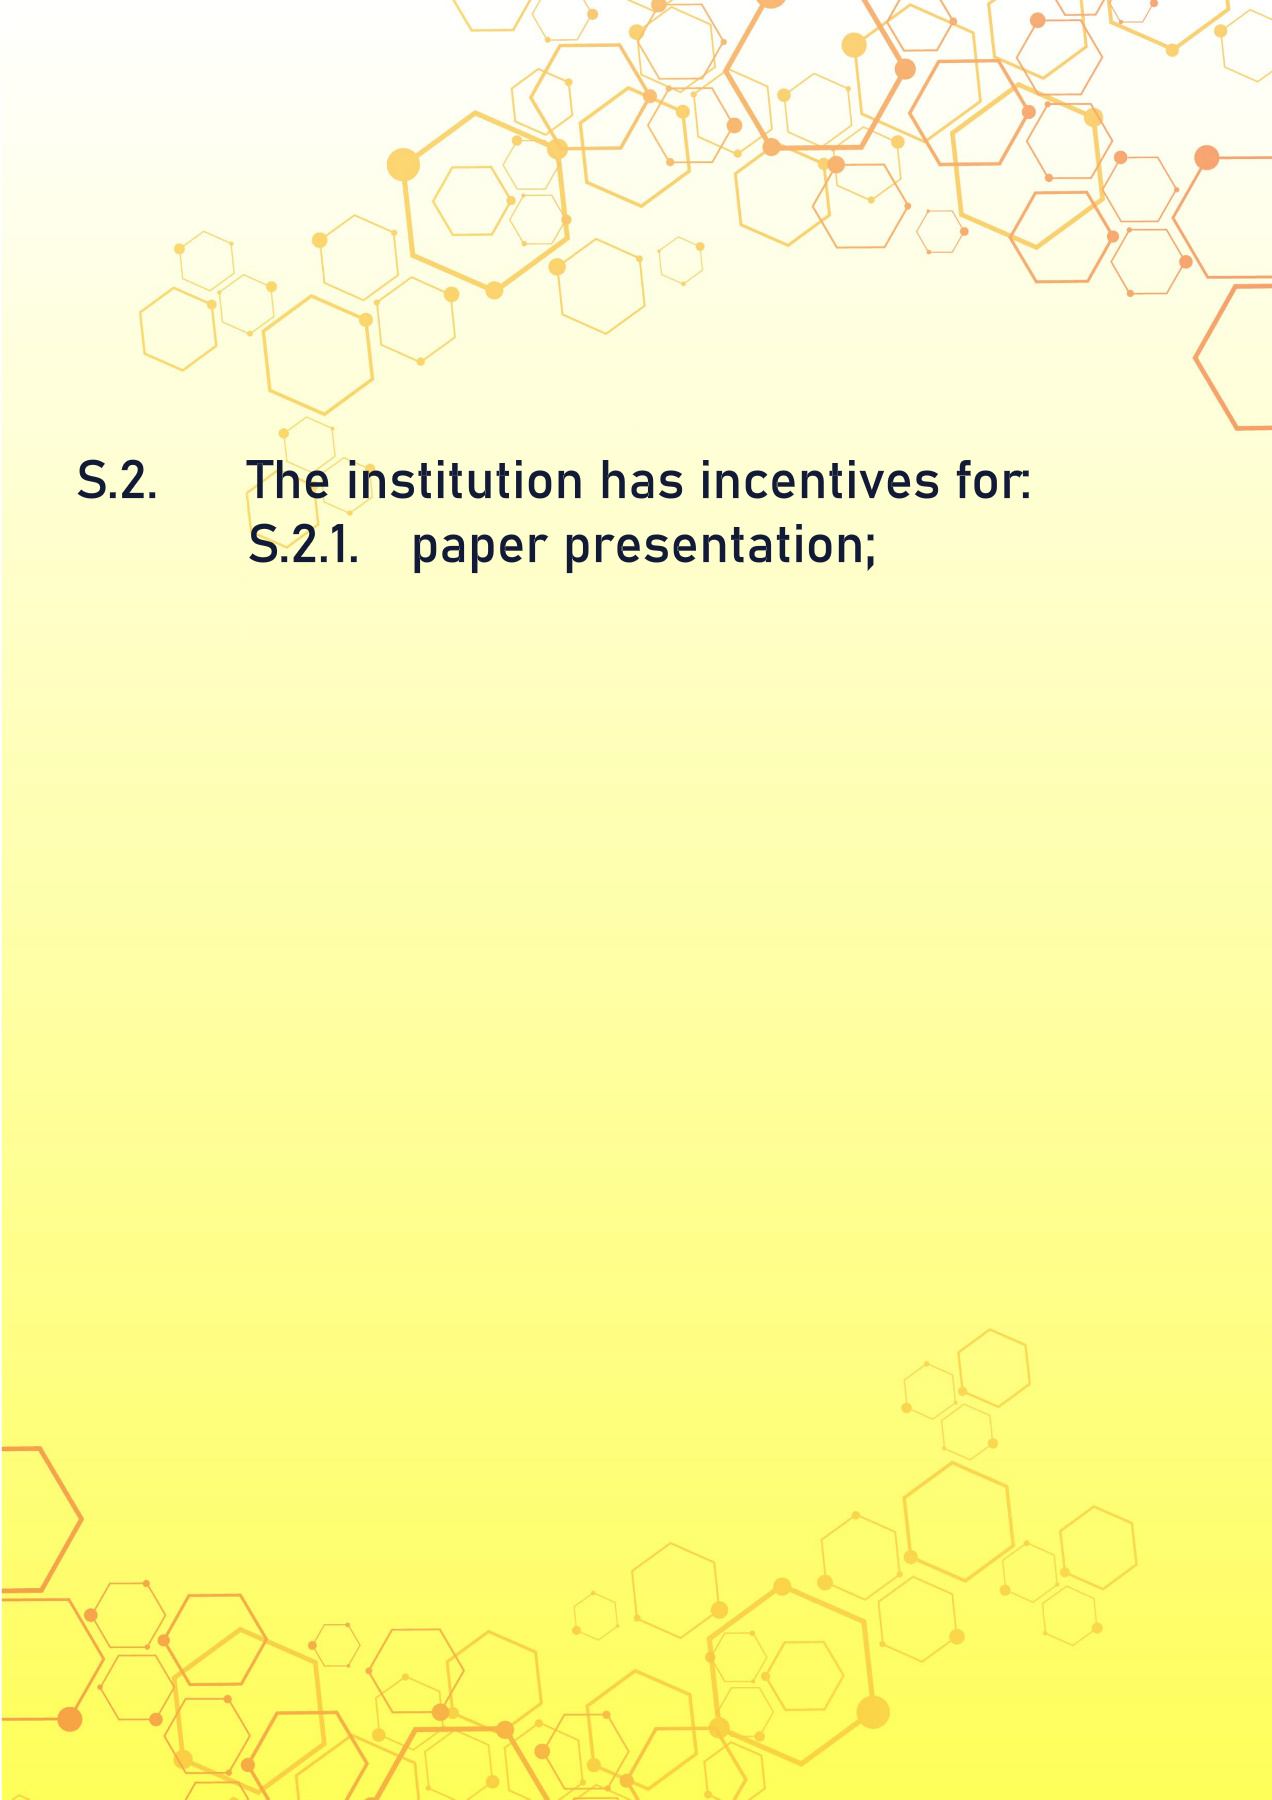 S.2. The institution has incentives for:
S.2.1. paper presentation;